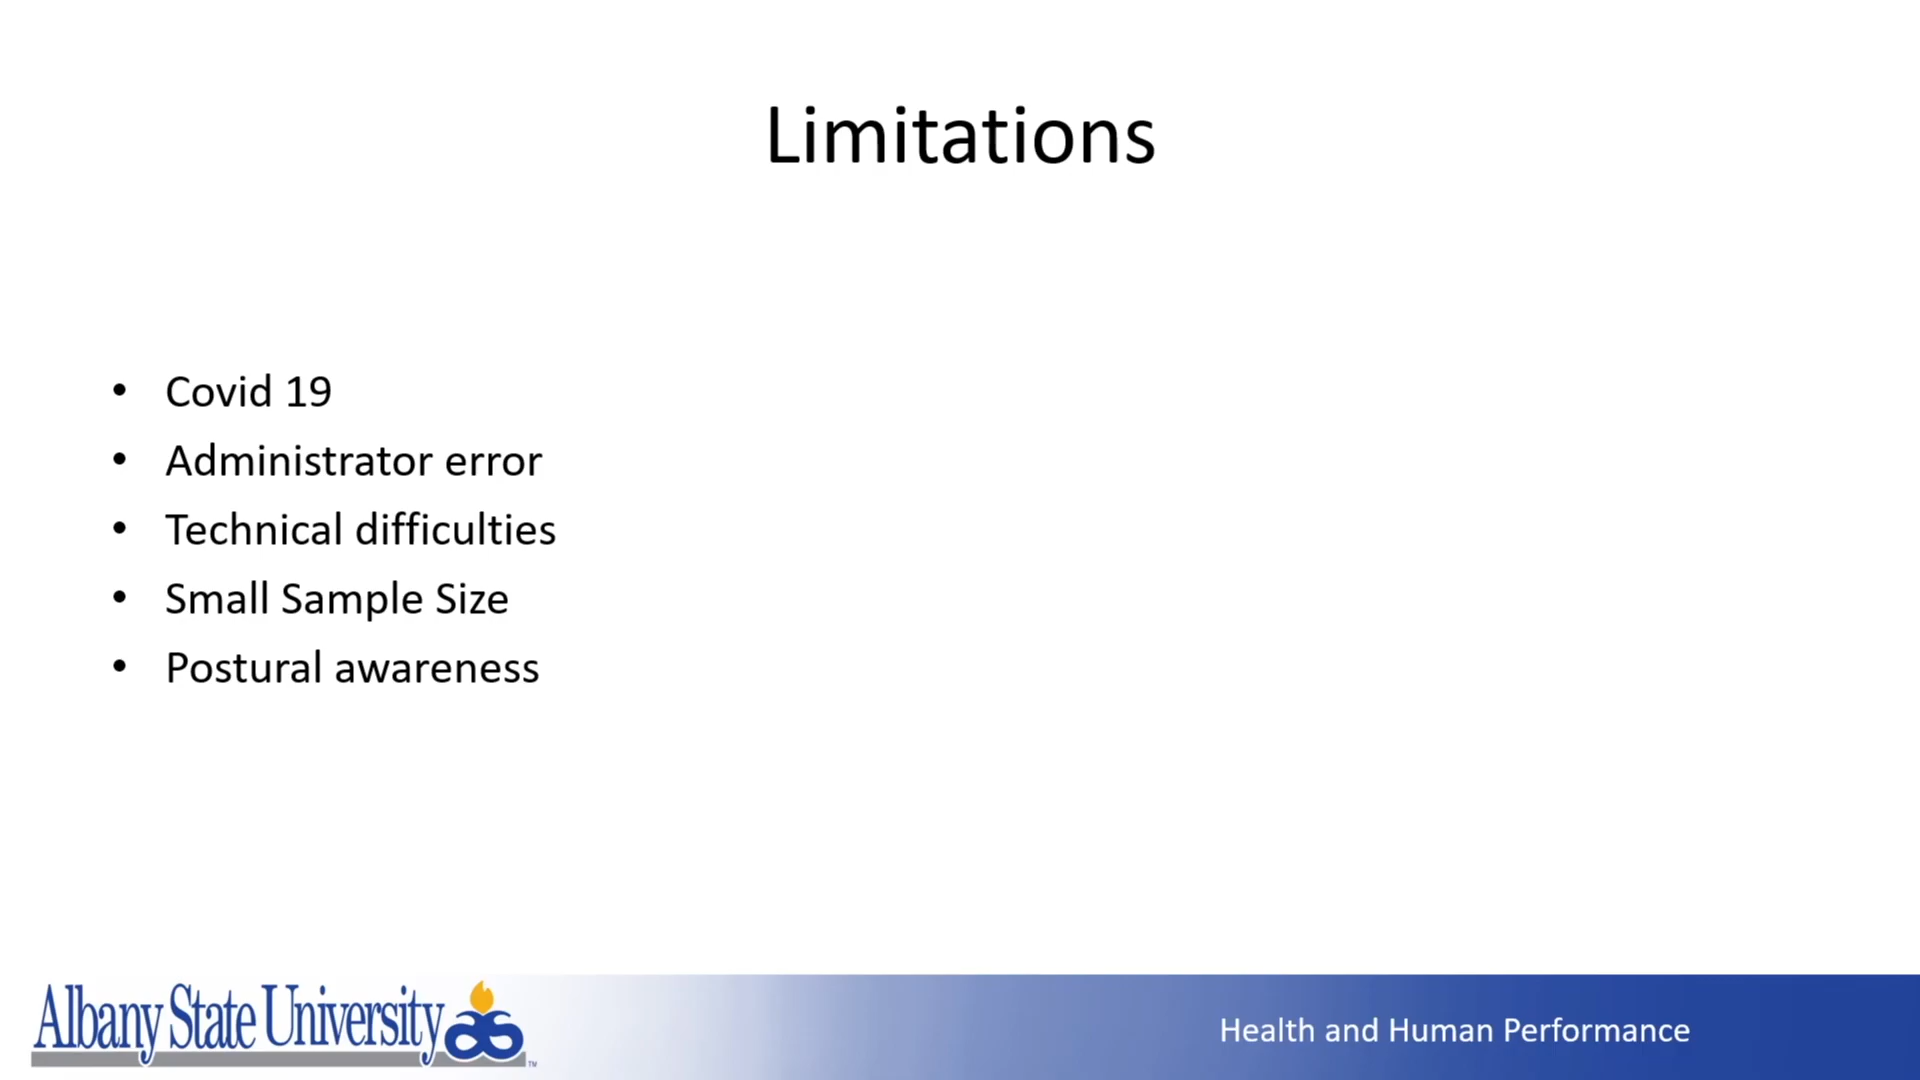 Limitations
• Covid 19
• Administrator error
• Technical difficulties
• Small Sample Size
• Postural awareness
Albany State University
TM
Health and Human Performance